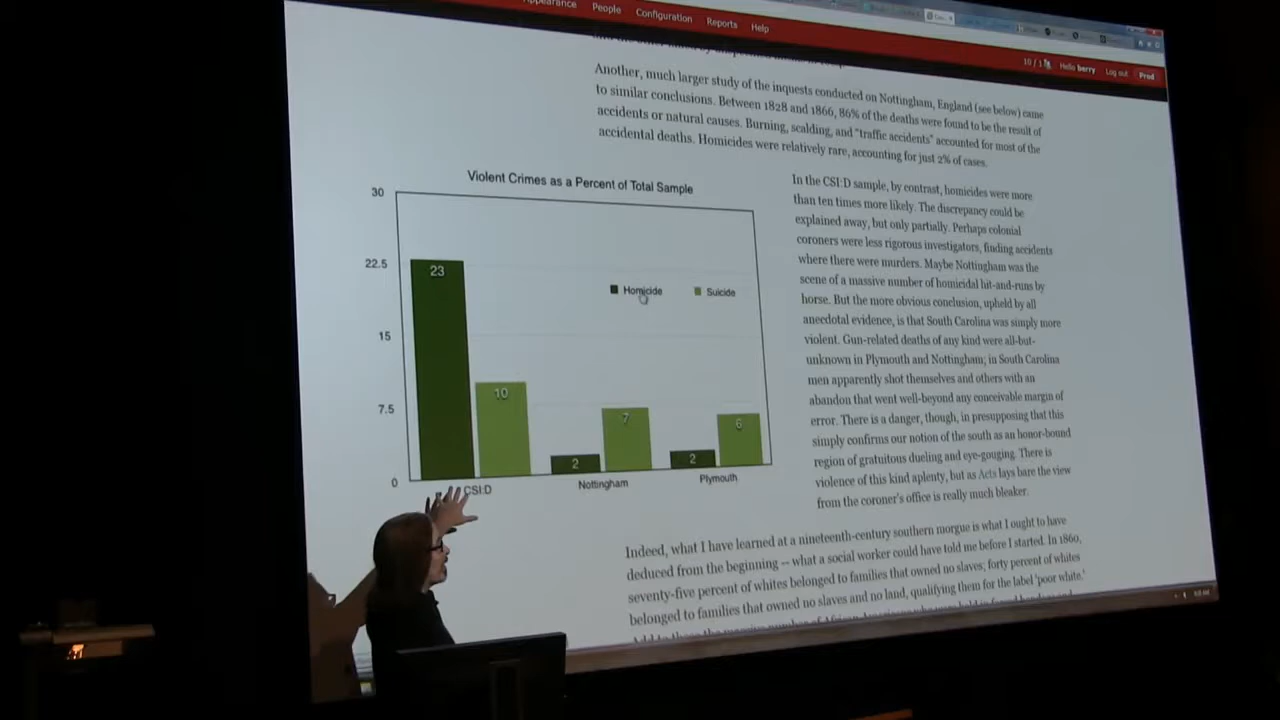 Appearance People Configuration Reports Help
Hello berry Log out Prod
Another, much larger study of the inquests conducted on Nottingham, England (see below) came
to similar conclusions. Between 1828 and 1866, 86% of the deaths were found to be the result of
accidents or natural causes. Burning, scalding, and "traffic accidents" accounted for most of the
accidental deaths. Homicides were relatively rare, accounting for just 2% of cases.
Violent Crimes as a Percent of Total Sample
30
22.5
15
7.5
0
23
10
2
7
2
6
Homicide Suicide
CSI:D Nottingham Plymouth
In the CSI:D sample, by contrast, homicides were more
than ten times more likely. The discrepancy could be
explained away, but only partially. Perhaps colonial
coroners were less rigorous investigators, finding accidents
where there were murders. Maybe Nottingham was the
scene of a massive number of homicidal hit-and-runs by
horse. But the more obvious conclusion, upheld by all
anecdotal evidence, is that South Carolina was simply more
violent. Gun-related deaths of any kind were all-but-
unknown in Plymouth and Nottingham; in South Carolina
men apparently shot themselves and others with an
abandon that went well-beyond any conceivable margin of
error. There is a danger, though, in presupposing that this
simply confirms our notion of the south as an honor-bound
region of gratuitous dueling and eye-gouging. There is
violence of this kind aplenty, but as Acts lays bare the view
from the coroner's office is really much bleaker.
Indeed, what I have learned at a nineteenth-century southern morgue is what I ought to have
deduced from the beginning -- what a social worker could have told me before I started. In 1860,
seventy-five percent of whites belonged to families that owned no slaves; forty percent of whites
belonged to families that owned no slaves and no land, qualifying them for the label 'poor white.'